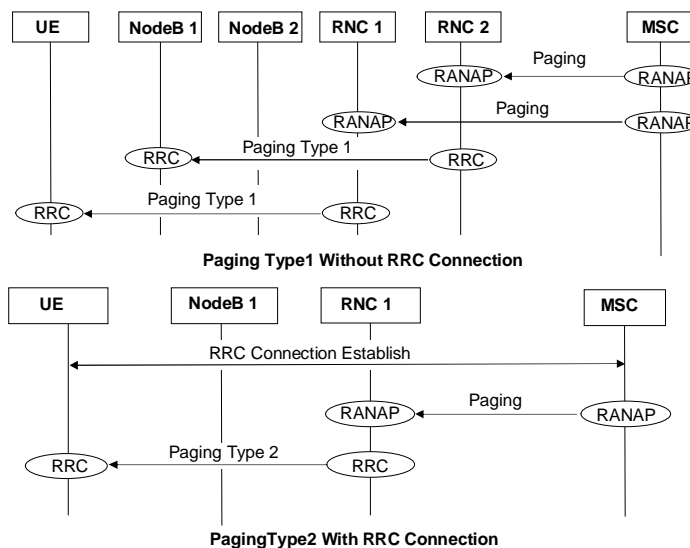 UE NodeB 1 NodeB 2 RNC 1 RNC 2 MSC
Paging
RANAP RANAP
Paging
RANAP RANAP
Paging Type 1
RRC RRC
Paging Type 1
RRC RRC
Paging Type1 Without RRC Connection
UE NodeB 1 RNC 1 MSC
RRC Connection Establish
Paging
RANAP RANAP
Paging Type 2
RRC RRC
PagingType2 With RRC Connection